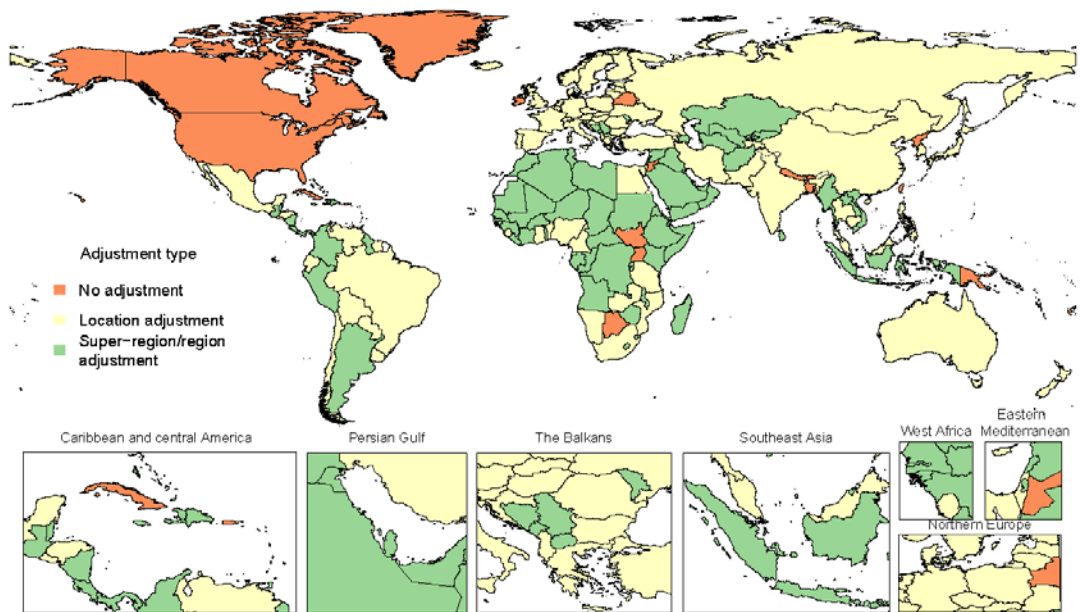 Adjustment type
No adjustment
Location adjustment
Super-region/region
adjustment
Caribbean and central America
Persian Gulf
The Balkans
Southeast Asia
West Africa
Eastern
Mediterranean
Northern Europe